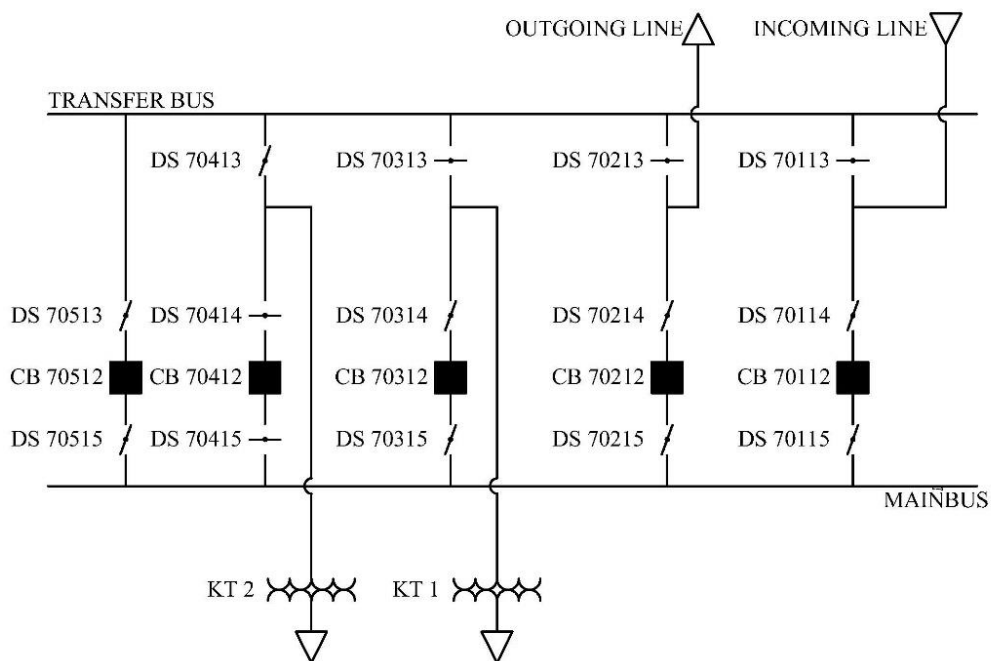 OUTGOING LINE
INCOMING LINE
TRANSFER BUS
DS 70413
DS 70313
DS 70213
DS 70113
DS 70513
DS 70414
DS 70314
DS 70214
DS 70114
CB 70512
CB 70412
CB 70312
CB 70212
CB 70112
DS 70515
DS 70415
DS 70315
DS 70215
DS 70115
MAINBUS
KT 2
KT 1